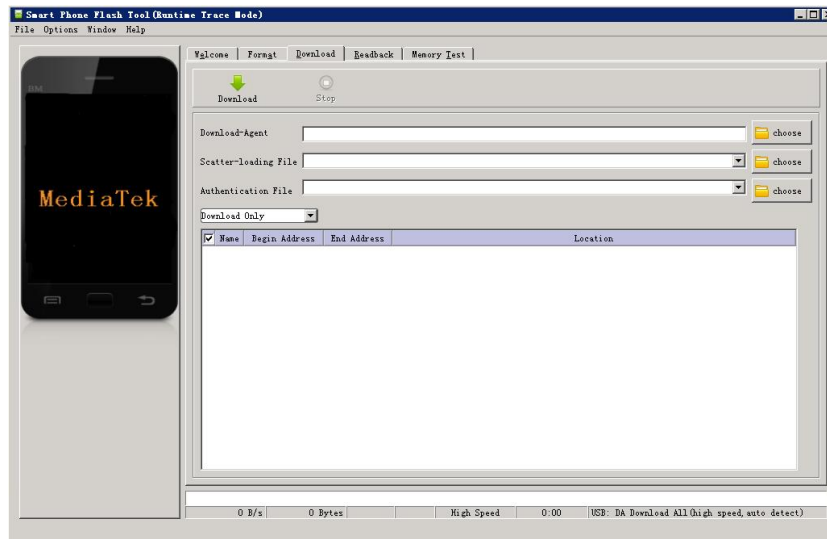 Smart Phone Flash Tool(Runtime Trace Mode)
File Options Window Help
Welcome Format Download Readback Memory Test
BM
Download Stop
Download-Agent choose
Scatter-loading File choose
Authentication File choose
MediaTek
Download Only
Name Begin Address End Address Location
0 B/s 0 Bytes High Speed 0:00 USB: DA Download All(high speed, auto detect)